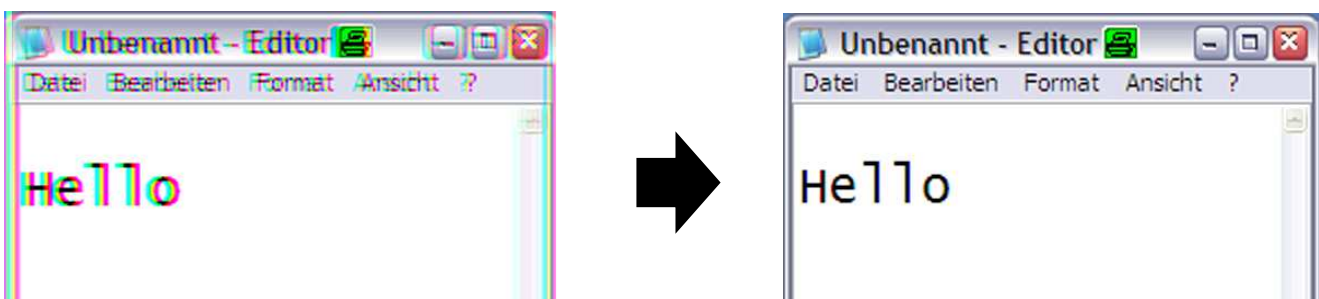 Unbenannt - Editor
Datei Bearbeiten Format Ansicht ?
Hello
Unbenannt - Editor
Datei Bearbeiten Format Ansicht ?
Hello